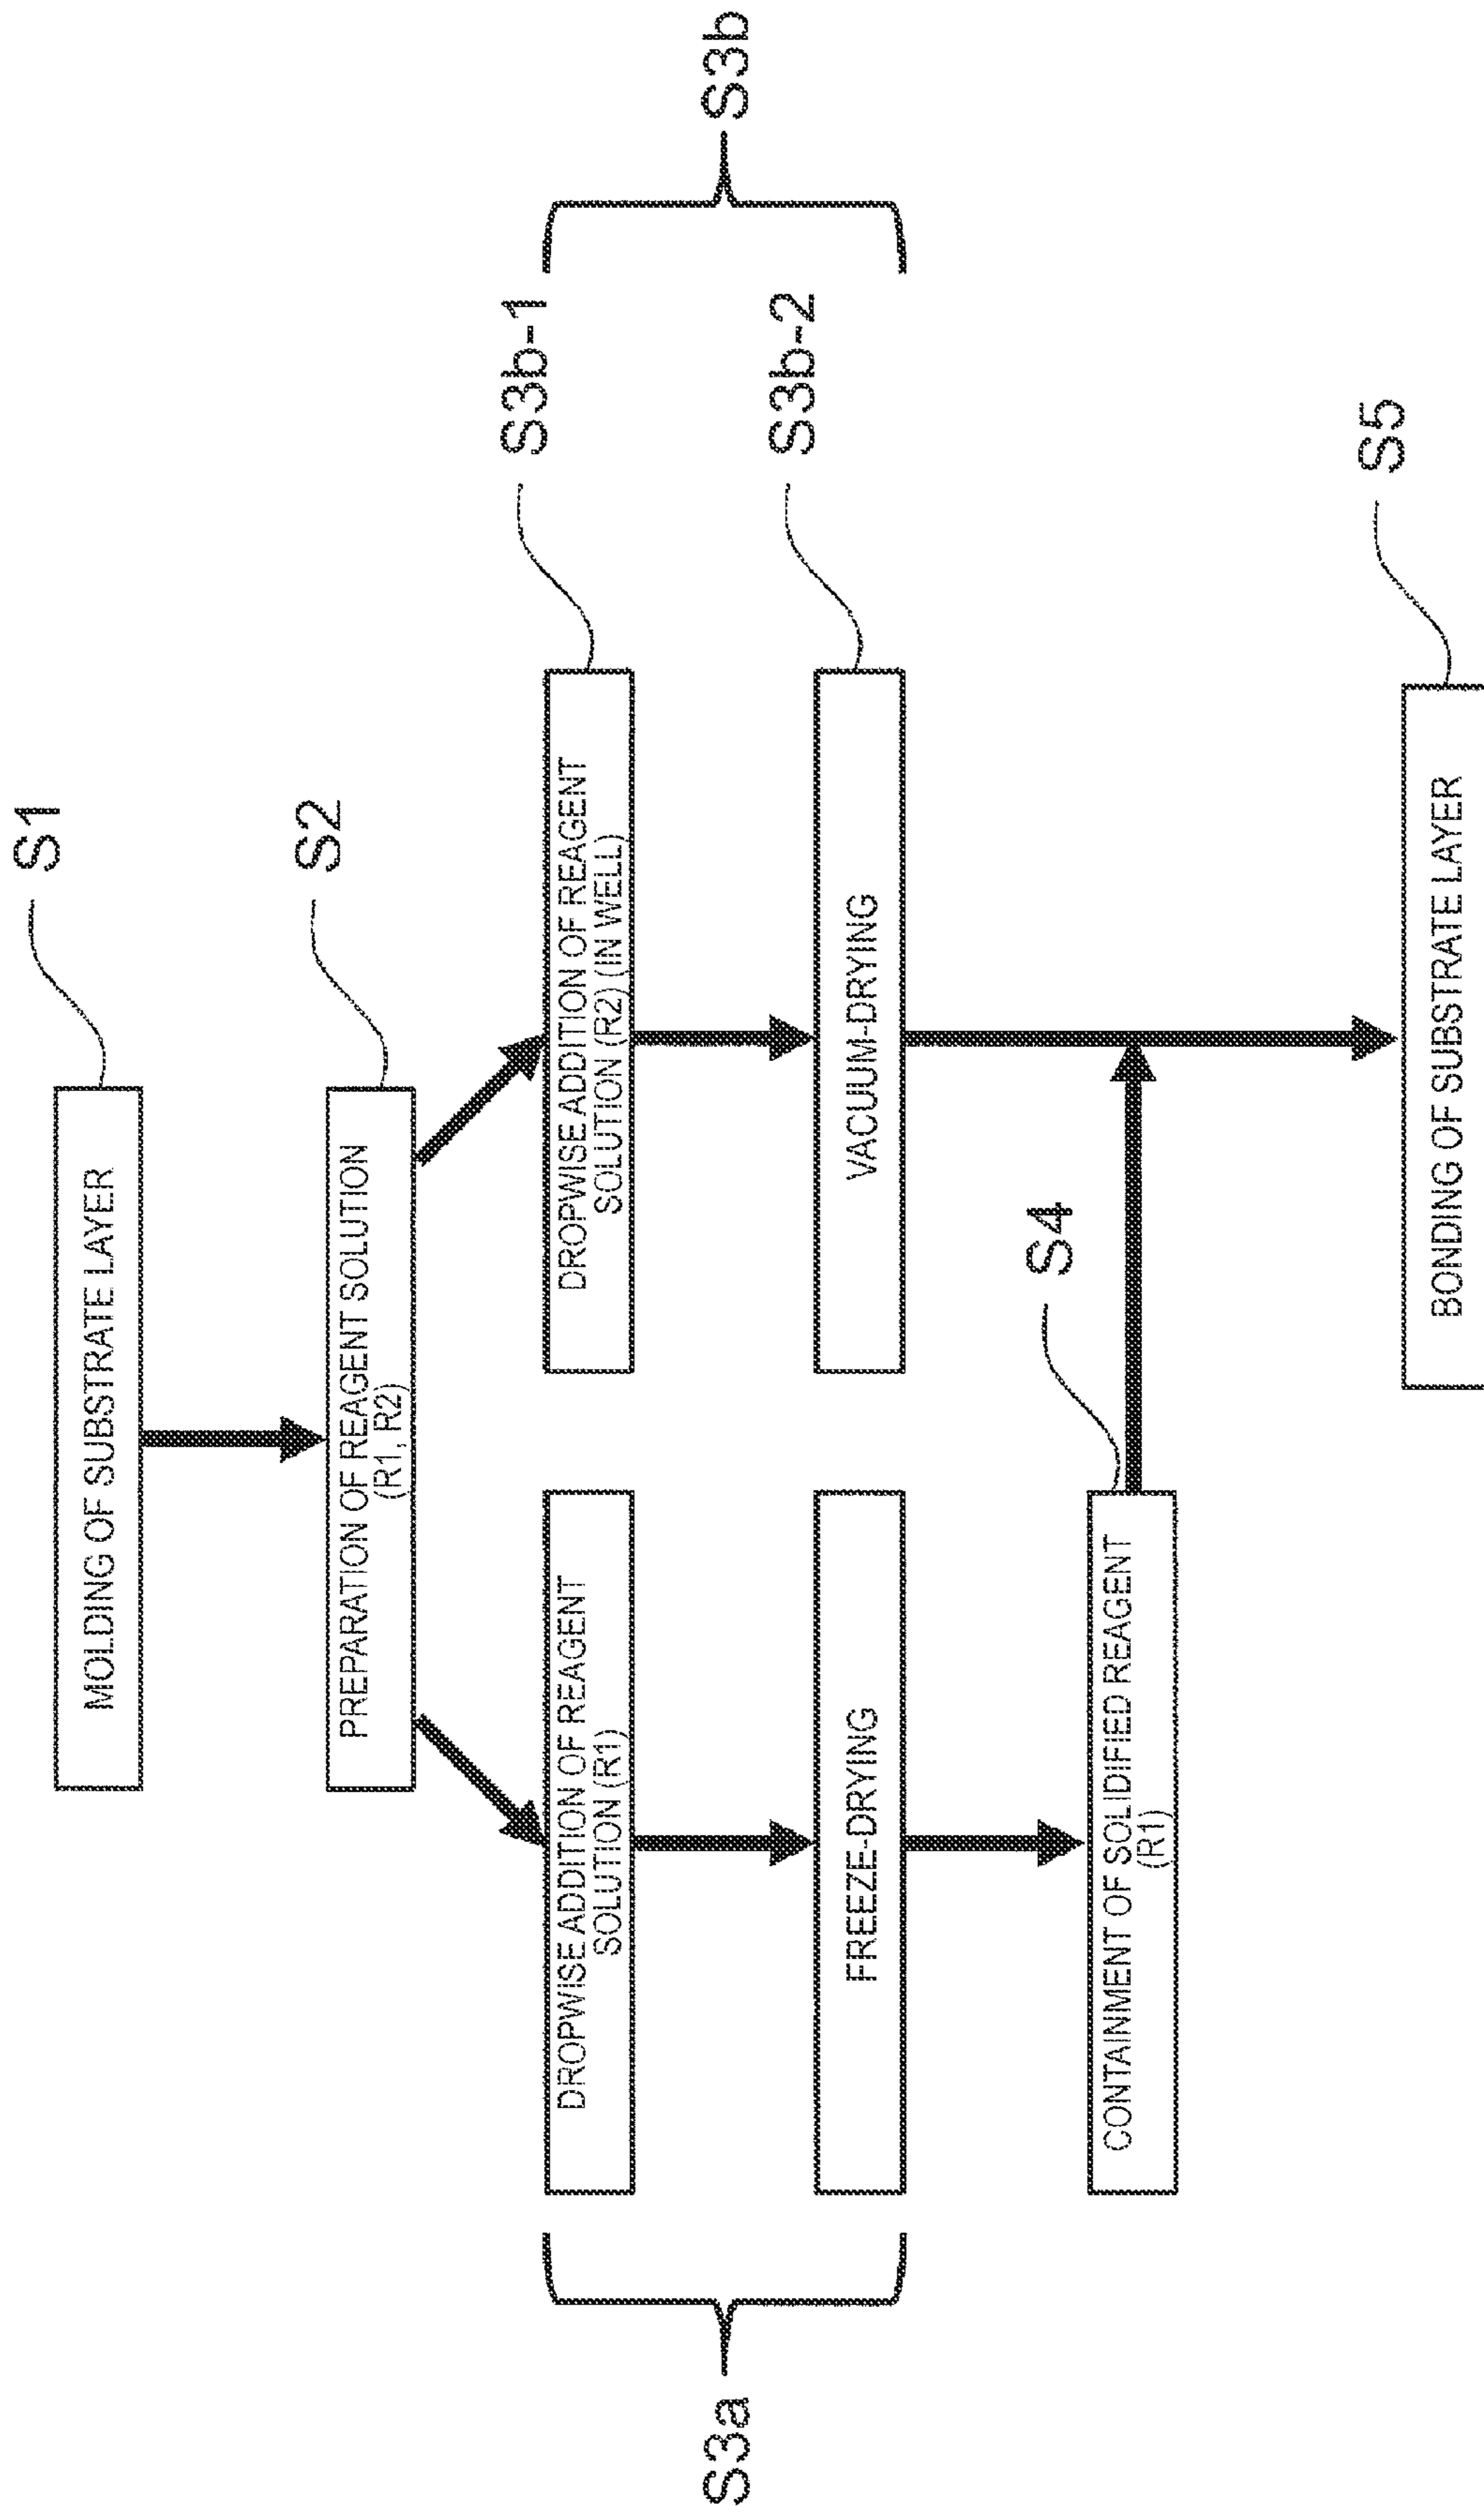 S1
MOLDING OF SUBSTRATE LAYER
S2
PREPARATION OF REAGENT SOLUTION
(R1, R2)
S3a
DROPWISE ADDITION OF REAGENT
SOLUTION (R1)
FREEZE-DRYING
DROPWISE ADDITION OF REAGENT
SOLUTION (R2) (IN WELL)
S3b-1
VACUUM-DRYING
S3b-2
S3b
CONTAINMENT OF SOLIDIFIED REAGENT
(R1)
S4
BONDING OF SUBSTRATE LAYER
S5